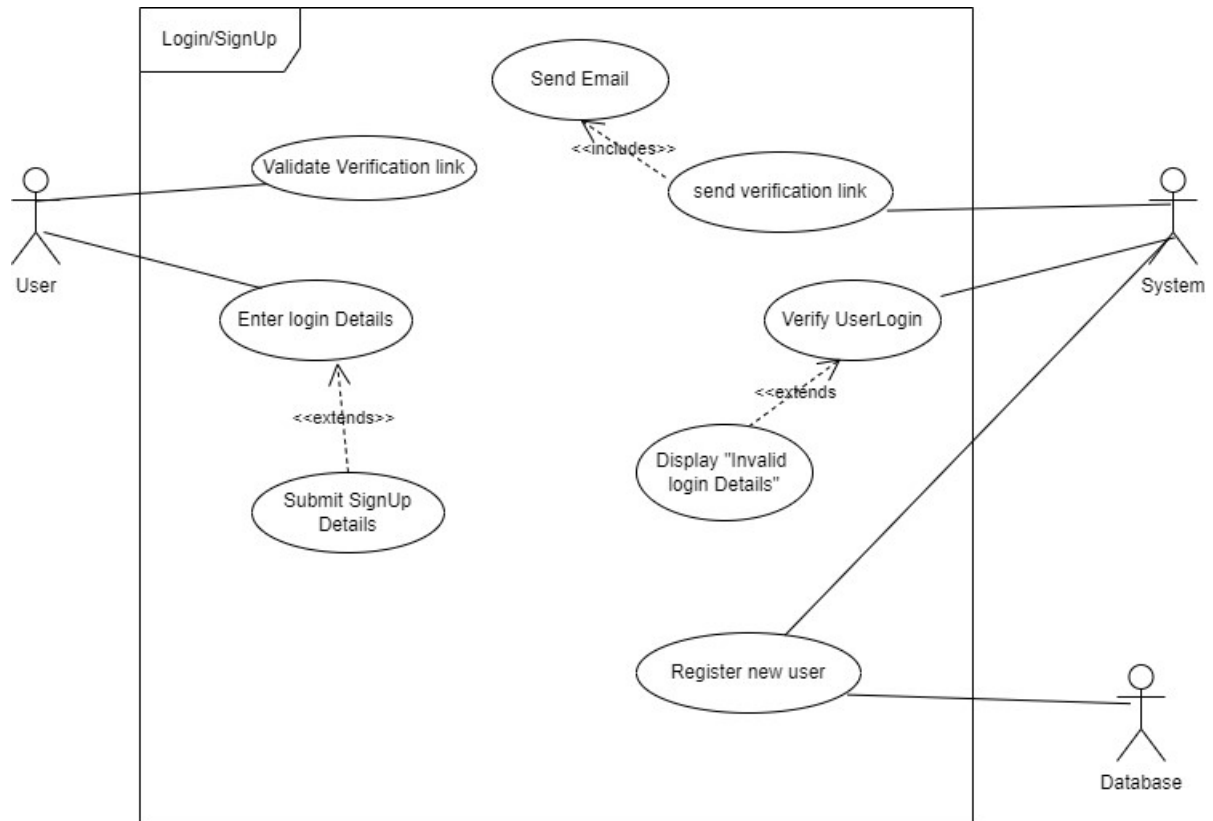 Login/SignUp
Send Email
<<includes>>
Validate Verification link
send verification link
User
System
Enter login Details
Verify UserLogin
<<extends>>
<<extends
Submit SignUp
Details
Display "Invalid
login Details"
Register new user
Database